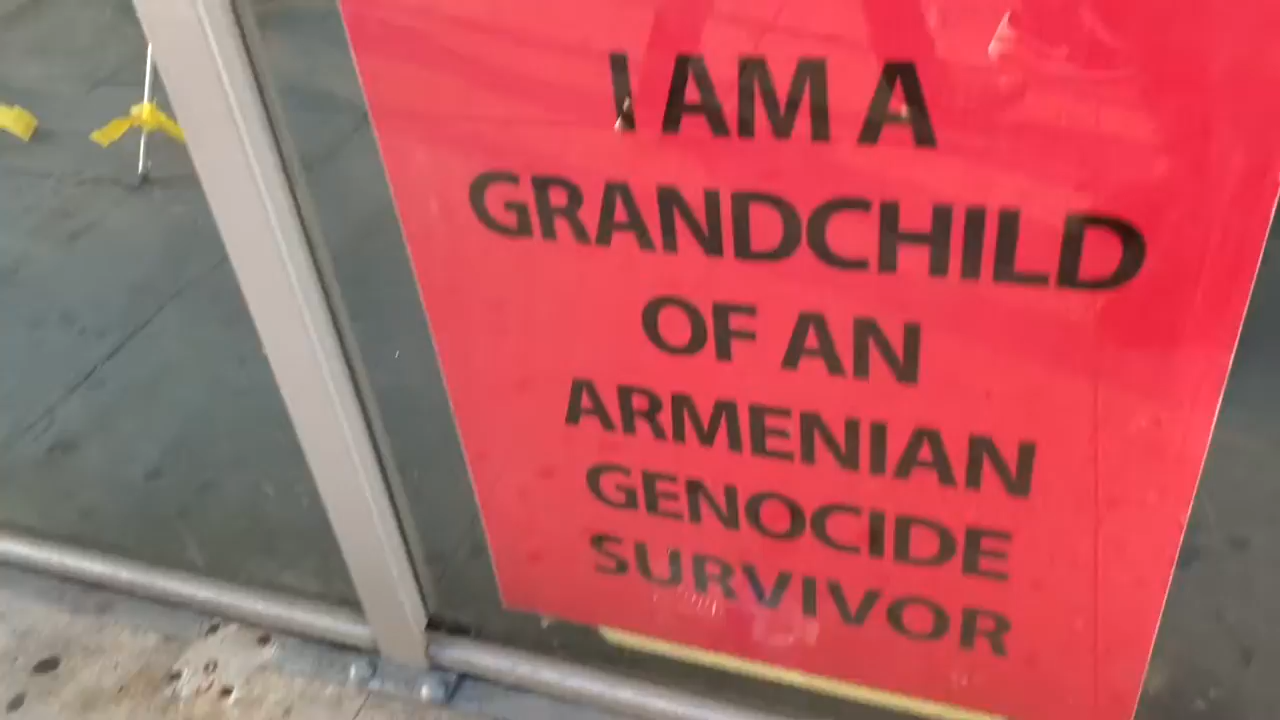 I AM A
GRANDCHILD
OF AN
ARMENIAN
GENOCIDE
SURVIVOR